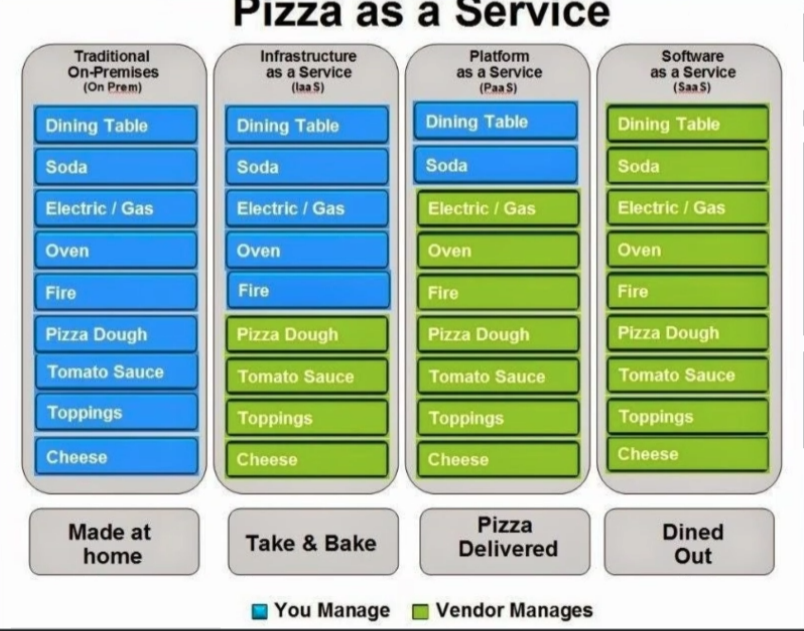 Pizza as a Service
Traditional
On-Premises
(On Prem)
Dining Table
Soda
Electric / Gas
Oven
Fire
Pizza Dough
Tomato Sauce
Toppings
Cheese
Made at
home
Infrastructure
as a Service
(IaaS)
Dining Table
Soda
Electric / Gas
Oven
Fire
Pizza Dough
Tomato Sauce
Toppings
Cheese
Take & Bake
Platform
as a Service
(PaaS)
Dining Table
Soda
Electric / Gas
Oven
Fire
Pizza Dough
Tomato Sauce
Toppings
Cheese
Pizza
Delivered
Software
as a Service
(SaaS)
Dining Table
Soda
Electric / Gas
Oven
Fire
Pizza Dough
Tomato Sauce
Toppings
Cheese
Dined
Out
You Manage
Vendor Manages